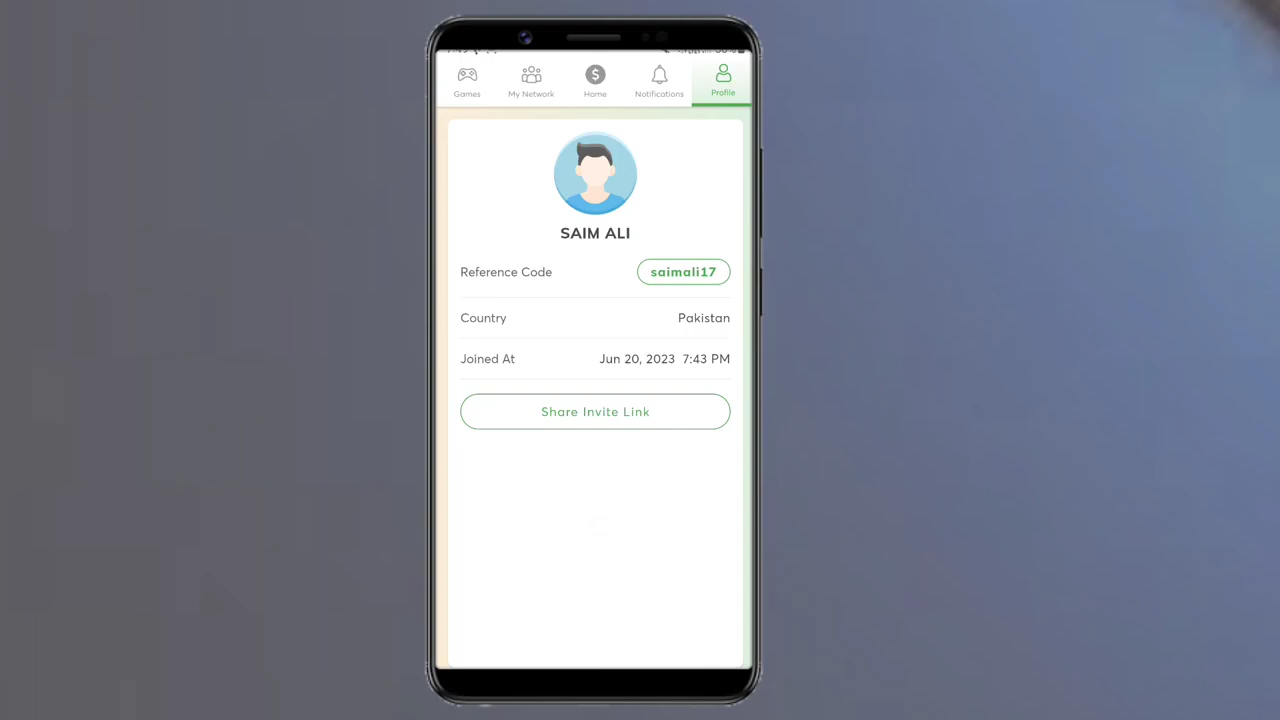 Games
My Network
$
Home
Notifications
Profile
SAIM ALI
Reference Code
saimali17
Country
Pakistan
Joined At
Jun 20, 2023 7:43 PM
Share Invite Link